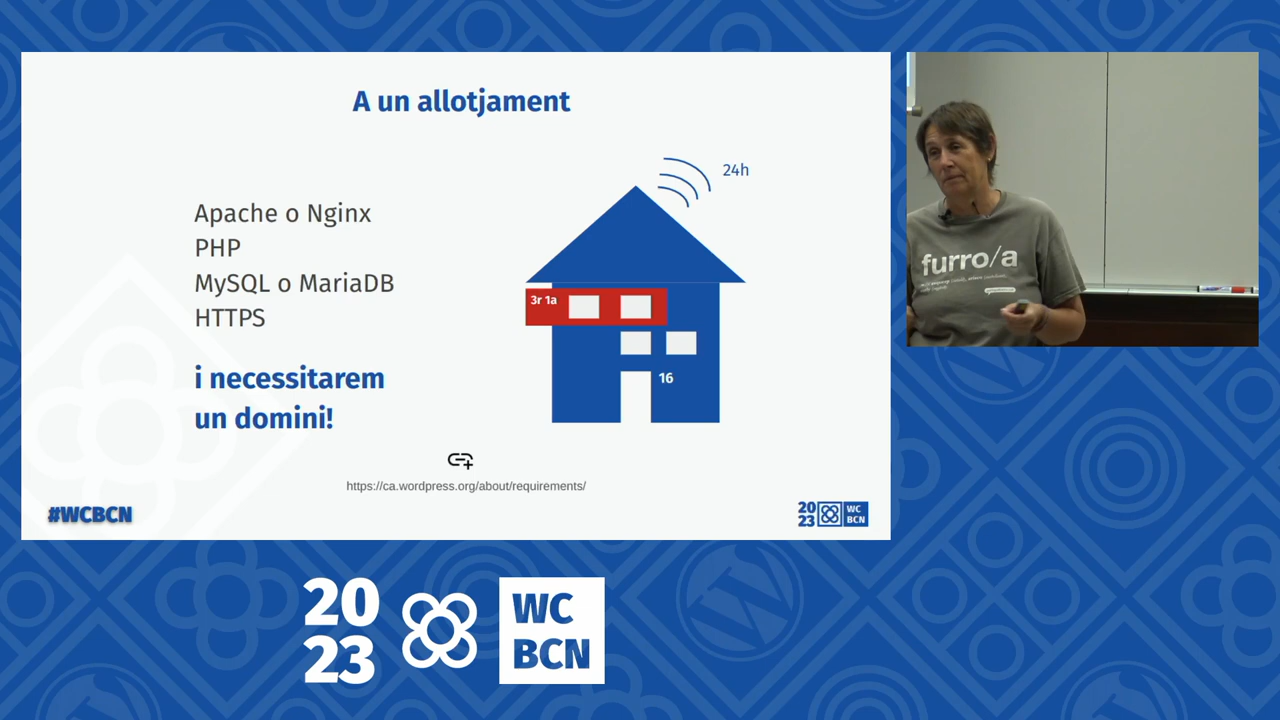 A un allotjament
24h
Apache o Nginx
PHP
MySQL o MariaDB
HTTPS
3r 1a
16
i necessitarem
un domini!
https://ca.wordpress.org/about/requirements/
#WCBCN
20
23
WC
BCN
furro/a
20
23
WC
BCN